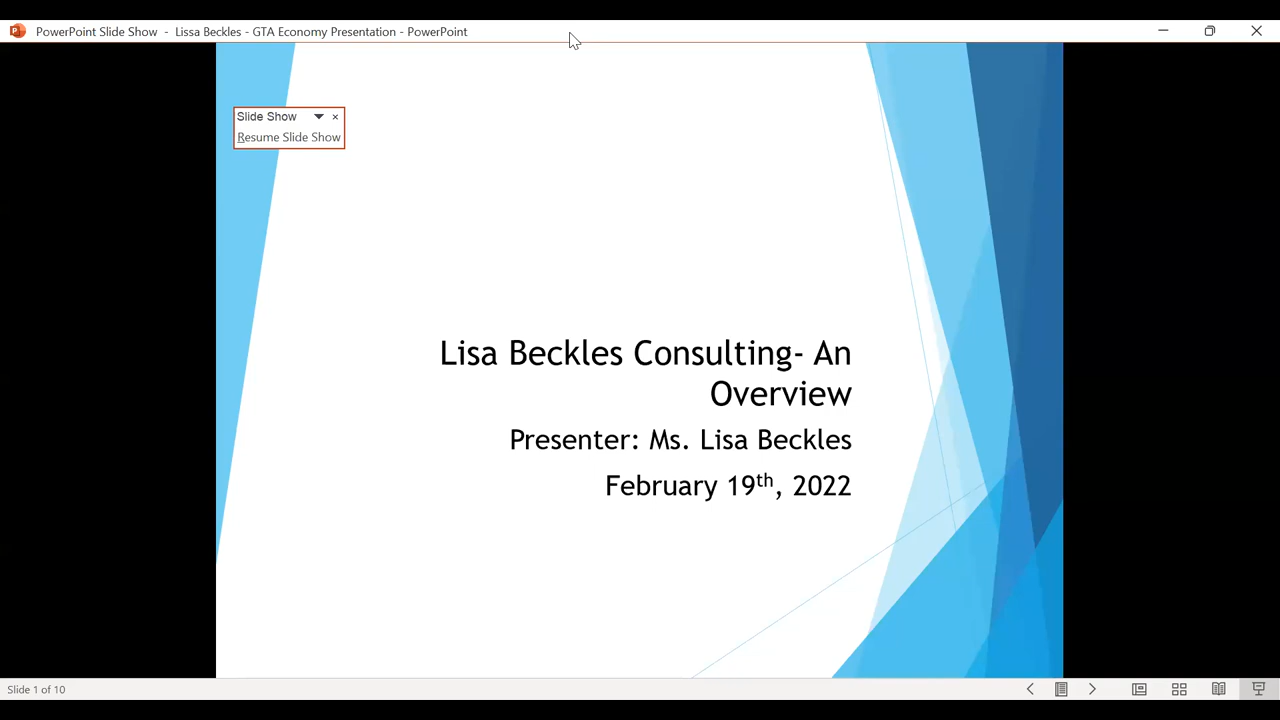 PowerPoint Slide Show - Lissa Beckles - GTA Economy Presentation - PowerPoint
Slide Show
Resume Slide Show
Lisa Beckles Consulting- An
Overview
Presenter: Ms. Lisa Beckles
February 19th, 2022
Slide 1 of 10